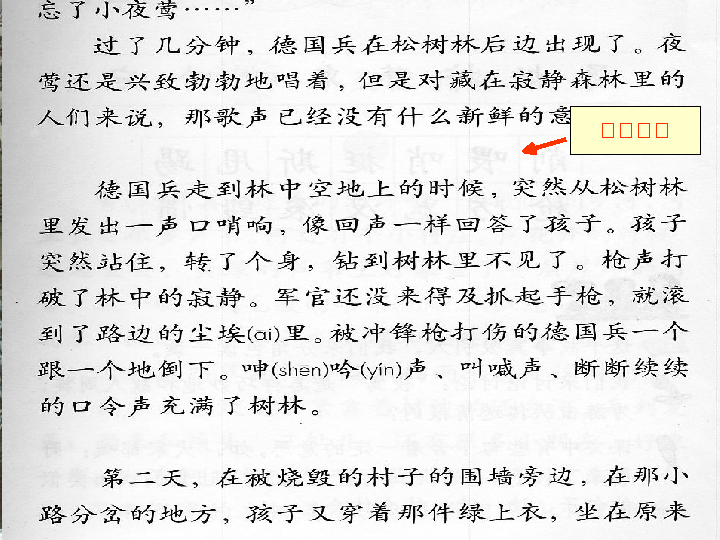 忘了小夜莺……”
过了几分钟，德国兵在松树林后边出现了。夜
莺还是兴致勃勃地唱着，但是对藏在寂静森林里的
人们来说，那歌声已经没有什么新鲜的意
德国兵走到林中空地上的时候，突然从松树林
里发出一声口哨响，像回声一样回答了孩子。孩子
突然站住，转了个身，钻到树林里不见了。枪声打
破了林中的寂静。军官还没来得及抓起手枪，就滚
到了路边的尘埃(āi)里。被冲锋枪打伤的德国兵一个
跟一个地倒下。呻(shēn)吟(yín)声、叫喊声、断断续续
的口令声充满了树林。
第二天，在被烧毁的村子的围墙旁边，在那小
路分岔的地方，孩子又穿着那件绿上衣，坐在原来